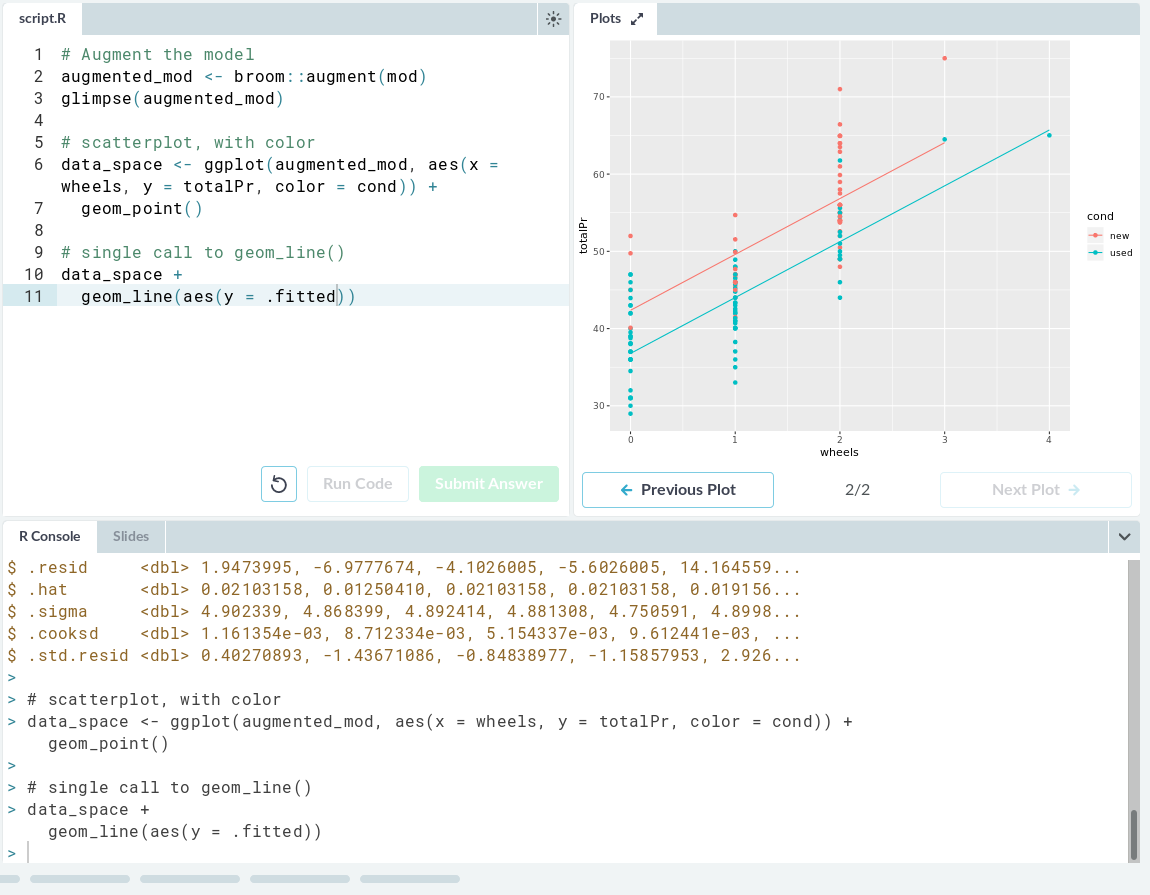 script.R
1 # Augment the model
2 augmented_mod <- broom::augment(mod)
3 glimpse(augmented_mod)
4
5 # scatterplot, with color
6 data_space <- ggplot(augmented_mod, aes(x =
wheels, y = totalPr, color = cond)) +
7   geom_point()
8
9 # single call to geom_line()
10 data_space +
11   geom_line(aes(y = .fitted))
Run Code
Submit Answer
Plots
70
60
50
40
30
totalPr
0 1 2 3 4
wheels
cond
new
used
Previous Plot
2/2
Next Plot
R Console
Slides
$ .resid     <dbl> 1.9473995, -6.9777674, -4.1026005, -5.6026005, 14.164559...
$ .hat       <dbl> 0.02103158, 0.01250410, 0.02103158, 0.02103158, 0.019156...
$ .sigma     <dbl> 4.902339, 4.868399, 4.892414, 4.881308, 4.750591, 4.8998...
$ .cooksd    <dbl> 1.161354e-03, 8.712334e-03, 5.154337e-03, 9.612441e-03, ...
$ .std.resid <dbl> 0.40270893, -1.43671086, -0.84838977, -1.15857953, 2.926...
>
> # scatterplot, with color
> data_space <- ggplot(augmented_mod, aes(x = wheels, y = totalPr, color = cond)) +
    geom_point()
>
> # single call to geom_line()
> data_space +
    geom_line(aes(y = .fitted))
>